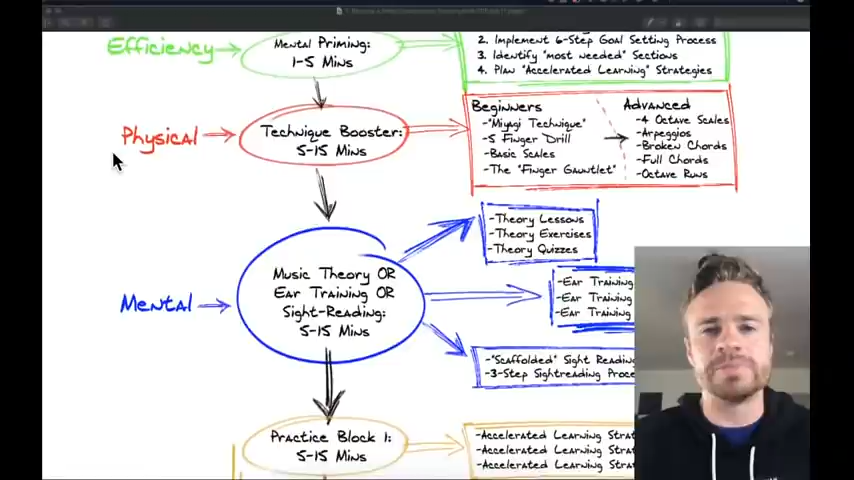 Efficiency
Mental Priming:
1-5 Mins
2. Implement 6-Step Goal Setting Process
3. Identify "most needed" Sections
4. Plan "Accelerated Learning" Strategies
Physical
Technique Booster:
5-15 Mins
Beginners
-"Miyagi Technique"
-5 Finger Drill
-Basic Scales
-The "Finger Gauntlet"
Advanced
-4 Octave Scales
-Arpeggios
-Broken Chords
-Full Chords
-Octave Runs
Mental
Music Theory OR
Ear Training OR
Sight-Reading:
5-15 Mins
-Theory Lessons
-Theory Exercises
-Theory Quizzes
-Ear Training
-Ear Training
-Ear Training
-"Scaffolded" Sight Reading
-3-Step Sightreading Proce
Practice Block 1:
5-15 Mins
-Accelerated Learning Strat
-Accelerated Learning Strat
-Accelerated Learning Strat